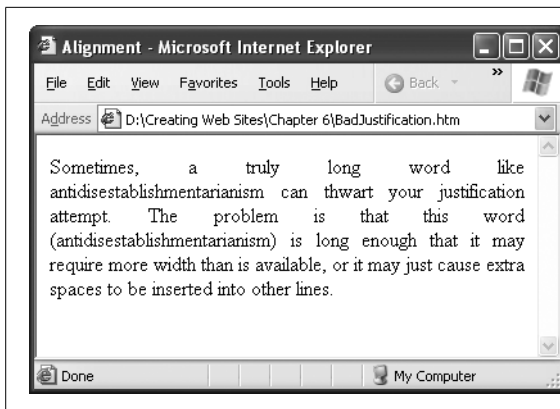 Alignment - Microsoft Internet Explorer
File Edit View Favorites Tools Help Back »
Address D:\Creating Web Sites\Chapter 6\BadJustification.htm
Sometimes, a truly long word like
antidisestablishmentarianism can thwart your justification
attempt. The problem is that this word
(antidisestablishmentarianism) is long enough that it may
require more width than is available, or it may just cause extra
spaces to be inserted into other lines.
Done My Computer